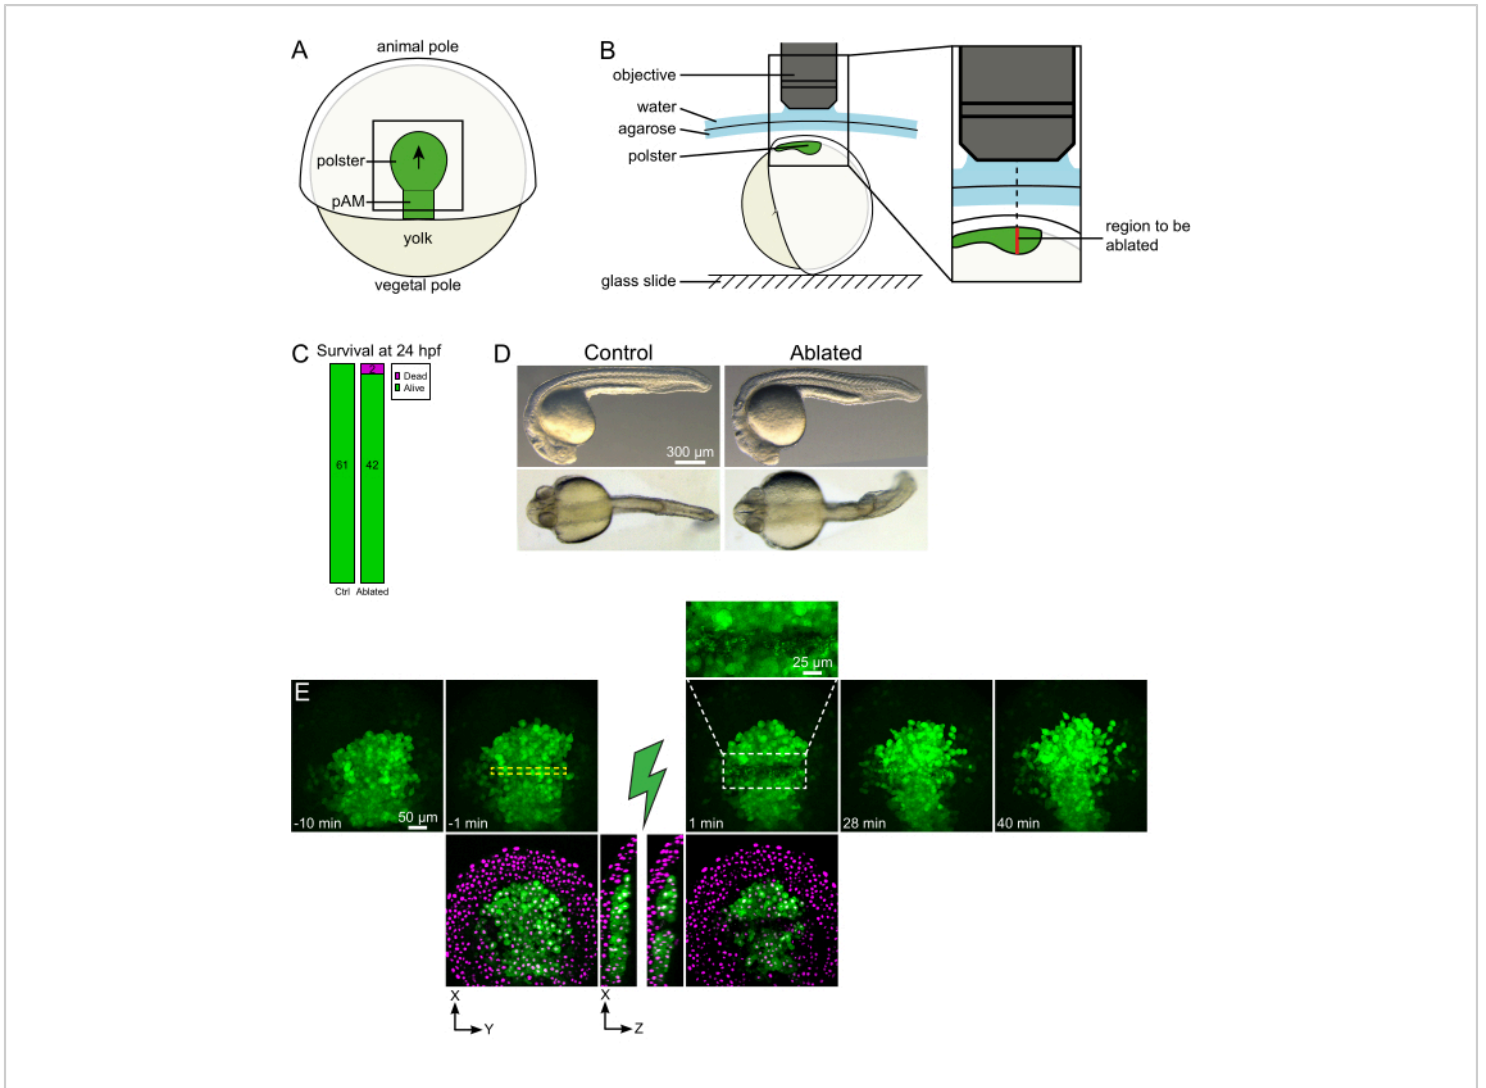 A
animal pole
polster
pAM
yolk
vegetal pole
B
objective
water
agarose
polster
glass slide
region to be
ablated
C
Survival at 24 hpf
2
Dead
Alive
61
42
Ctrl
Ablated
D
Control
Ablated
300 µm
25 µm
E
-10 min
50 µm
-1 min
1 min
28 min
40 min
X
Y
X
Z